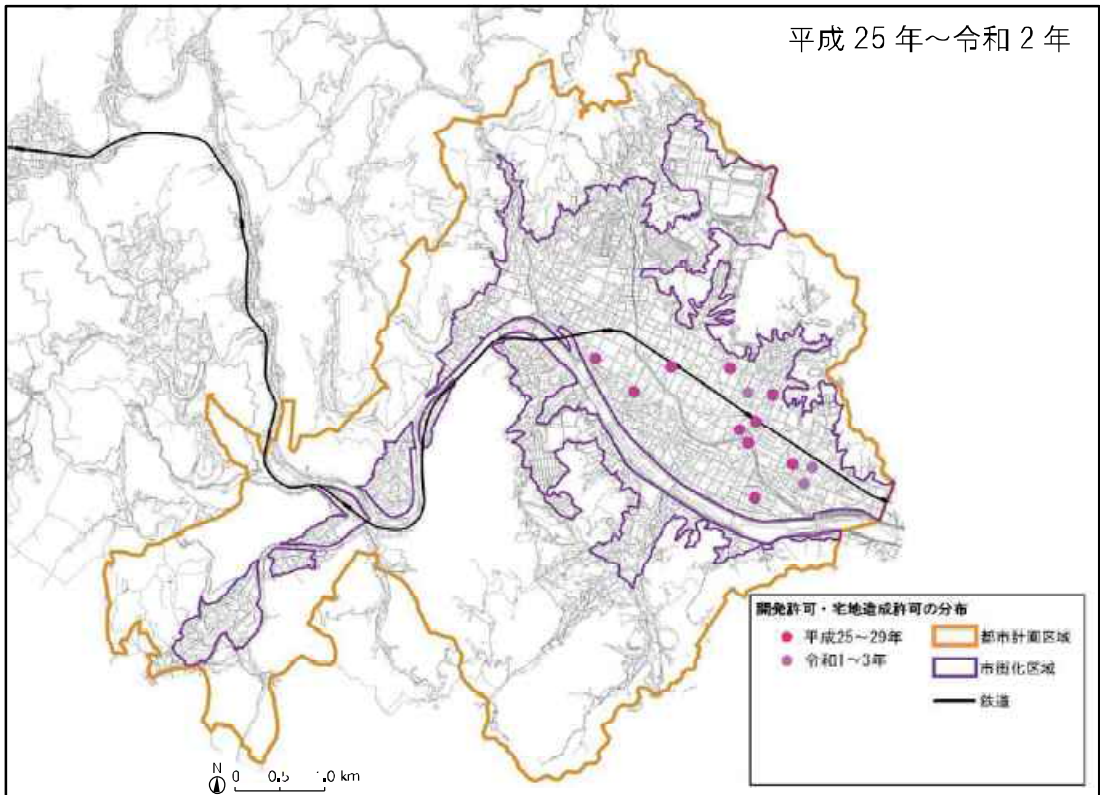 平成 25 年～令和 2 年
開発許可・宅地造成許可の分布
平成25～29年
令和1～3年
都市計画区域
市街化区域
鉄道
N
0 0.5 1.0 km